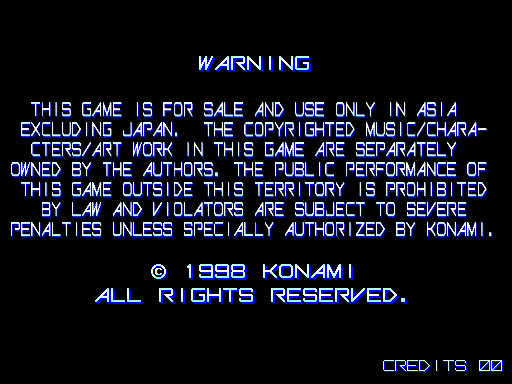 WARNING
THIS GAME IS FOR SALE AND USE ONLY IN ASIA
EXCLUDING JAPAN. THE COPYRIGHTED MUSIC/CHARA-
CTERS/ART WORK IN THIS GAME ARE SEPARATELY
OWNED BY THE AUTHORS. THE PUBLIC PERFORMANCE OF
THIS GAME OUTSIDE THIS TERRITORY IS PROHIBITED
BY LAW AND VIOLATORS ARE SUBJECT TO SEVERE
PENALTIES UNLESS SPECIALLY AUTHORIZED BY KONAMI.
© 1998 KONAMI
ALL RIGHTS RESERVED.
CREDITS 00